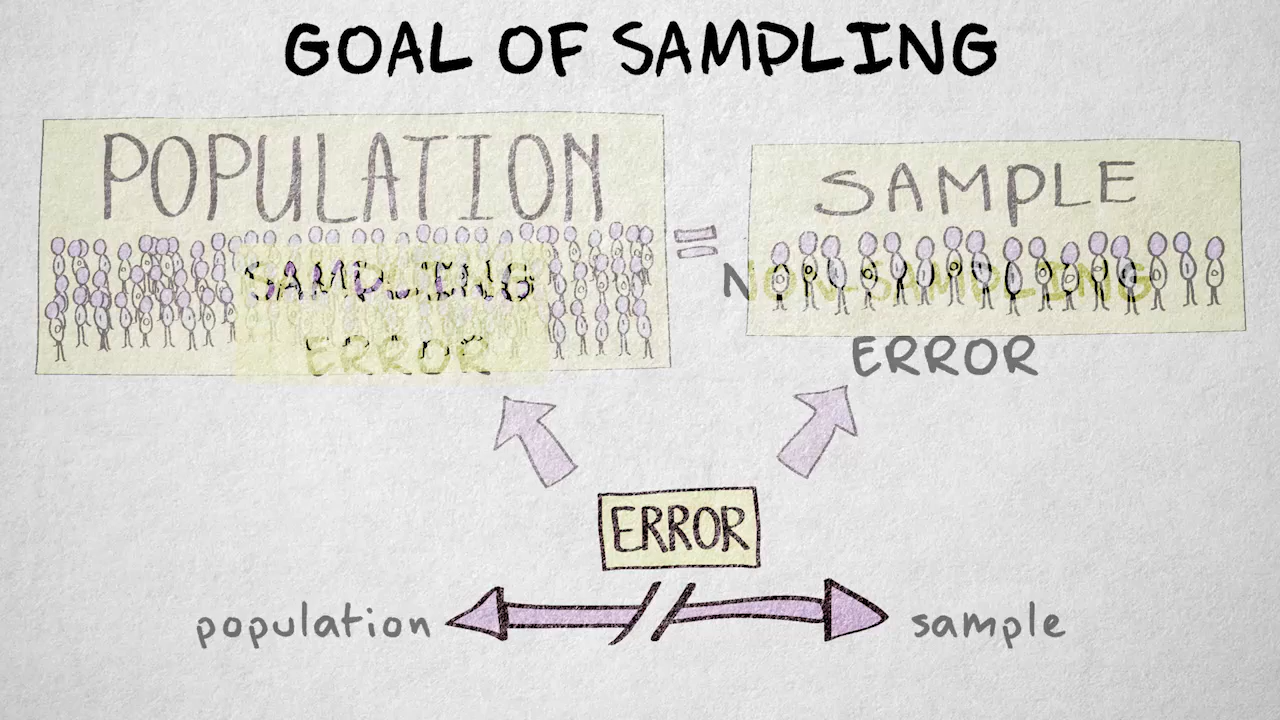 GOAL OF SAMPLING
POPULATION
=
SAMPLE
SAMPLING
ERROR
NON-SAMPLING
ERROR
ERROR
population
sample